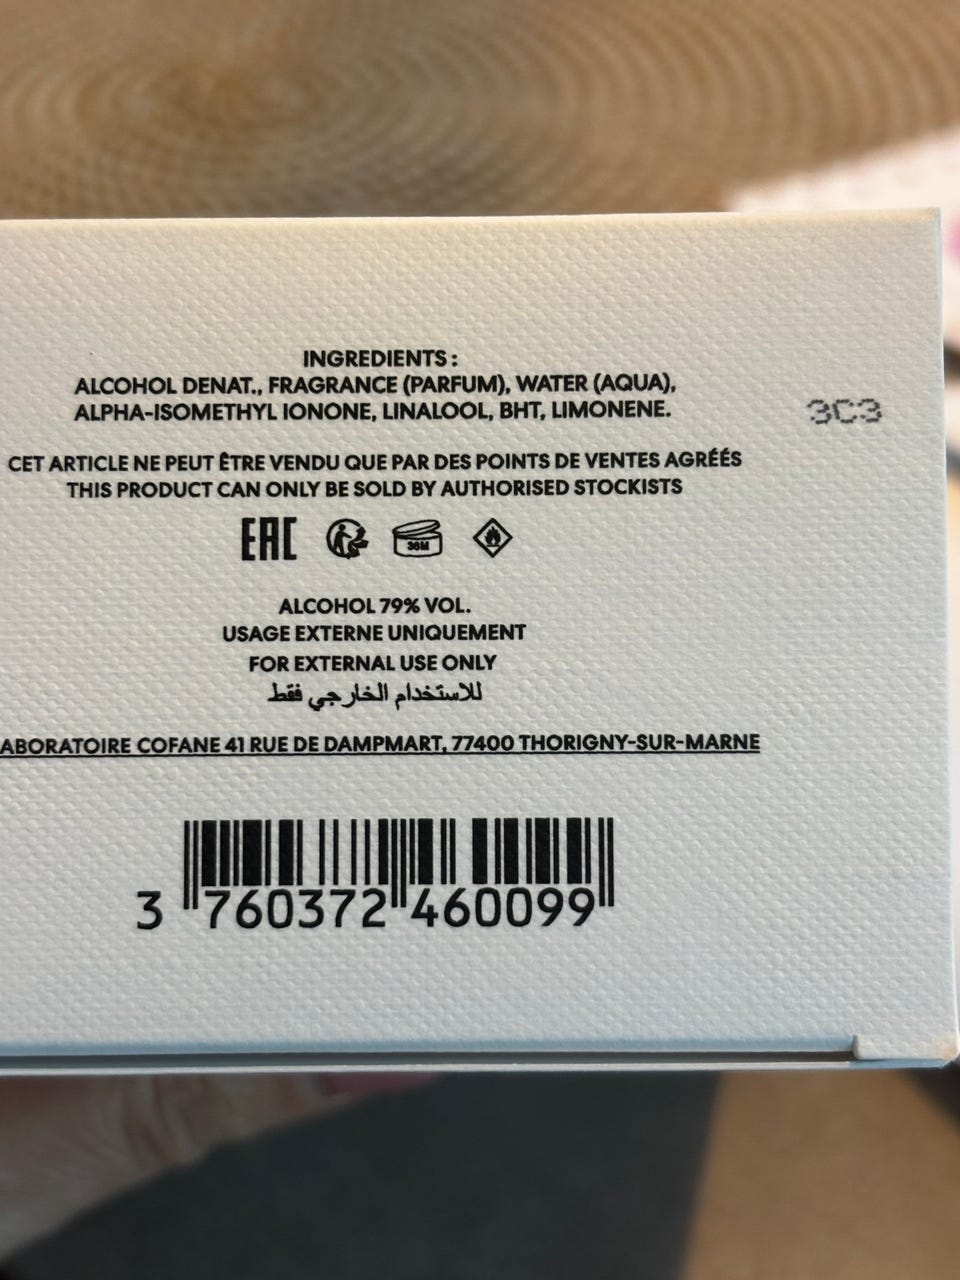 INGREDIENTS :
ALCOHOL DENAT., FRAGRANCE (PARFUM), WATER (AQUA),
ALPHA-ISOMETHYL IONONE, LINALOOL, BHT, LIMONENE.
3C3
CET ARTICLE NE PEUT ÊTRE VENDU QUE PAR DES POINTS DE VENTES AGRÉÉS
THIS PRODUCT CAN ONLY BE SOLD BY AUTHORISED STOCKISTS
EAC
36M
ALCOHOL 79% VOL.
USAGE EXTERNE UNIQUEMENT
FOR EXTERNAL USE ONLY
للاستخدام الخارجي فقط
ABORATOIRE COFANE 41 RUE DE DAMPMART, 77400 THORIGNY-SUR-MARNE
3 760372 460099